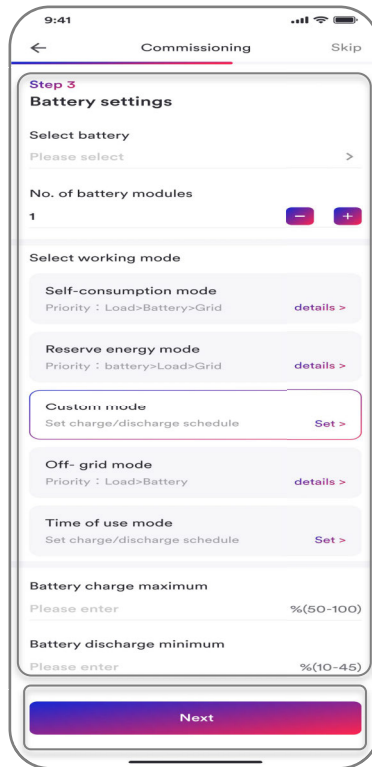 9:41
Commissioning Skip
Step 3
Battery settings
Select battery
Please select >
No. of battery modules
1 − +
Select working mode
Self-consumption mode
Priority：Load>Battery>Grid details >
Reserve energy mode
Priority：battery>Load>Grid details >
Custom mode
Set charge/discharge schedule Set >
Off- grid mode
Priority：Load>Battery details >
Time of use mode
Set charge/discharge schedule Set >
Battery charge maximum
Please enter %(50-100)
Battery discharge minimum
Please enter %(10-45)
Next